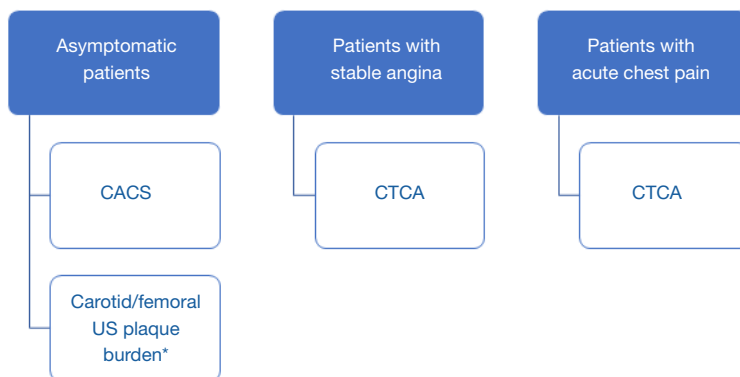 Asymptomatic
patients
CACS
Carotid/femoral
US plaque
burden*
Patients with
stable angina
CTCA
Patients with
acute chest pain
CTCA